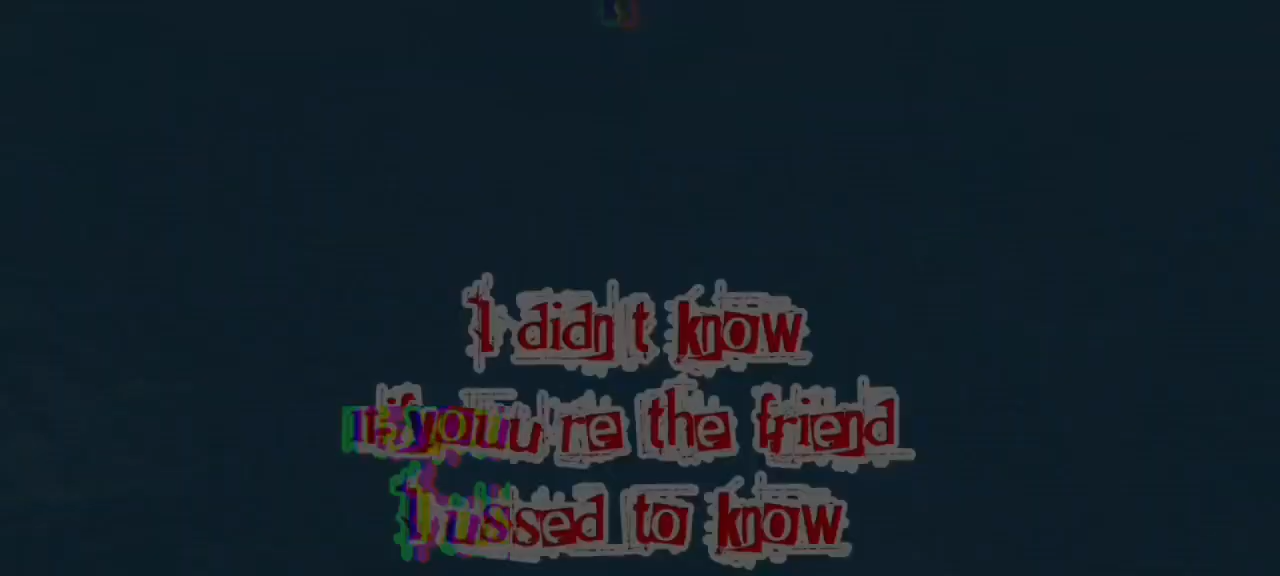 I didn t know
if you re the friend
I used to know